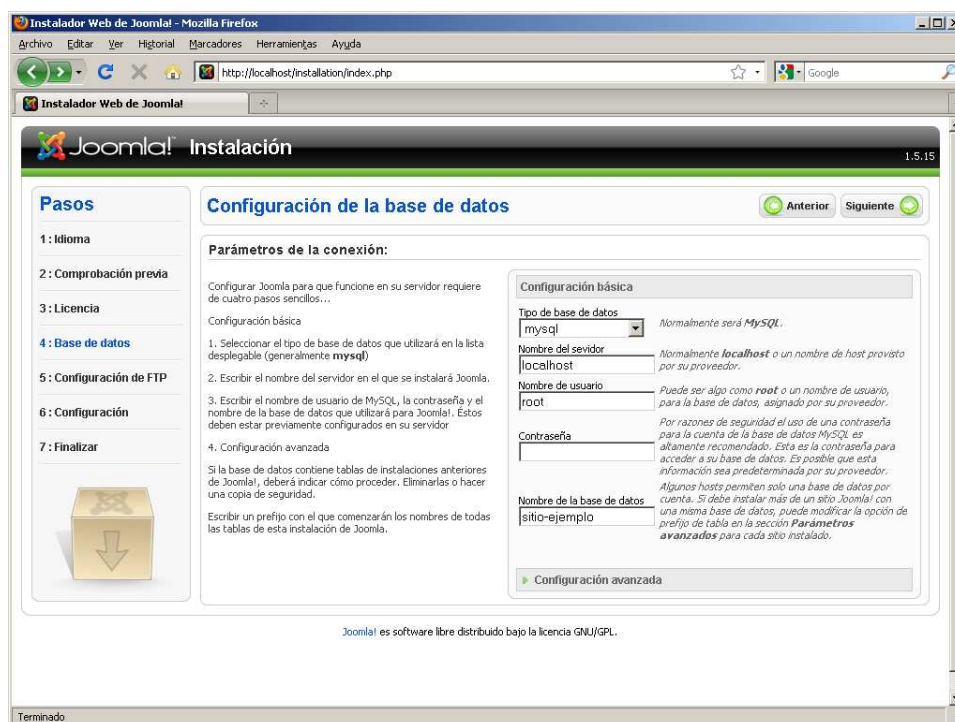 Instalador Web de Joomla! - Mozilla Firefox
Archivo Editar Ver Historial Marcadores Herramientas Ayuda
http://localhost/installation/index.php
Google
Instalador Web de Joomla!
Joomla! Instalación
1.5.15
Pasos
1 : Idioma
2 : Comprobación previa
3 : Licencia
4 : Base de datos
5 : Configuración de FTP
6 : Configuración
7 : Finalizar
Configuración de la base de datos
Anterior
Siguiente
Parámetros de la conexión:
Configurar Joomla para que funcione en su servidor requiere
de cuatro pasos sencillos...
Configuración básica
1. Seleccionar el tipo de base de datos que utilizará en la lista
desplegable (generalmente mysql)
2. Escribir el nombre del servidor en el que se instalará Joomla.
3. Escribir el nombre de usuario de MySQL, la contraseña y el
nombre de la base de datos que utilizará para Joomla!. Éstos
deben estar previamente configurados en su servidor
4. Configuración avanzada
Si la base de datos contiene tablas de instalaciones anteriores
de Joomla!, deberá indicar cómo proceder. Eliminarlas o hacer
una copia de seguridad.
Escribir un prefijo con el que comenzarán los nombres de todas
las tablas de esta instalación de Joomla.
Configuración básica
Tipo de base de datos
mysql
Normalmente será MySQL.
Nombre del sevidor
localhost
Normalmente localhost o un nombre de host provisto
por su proveedor.
Nombre de usuario
root
Puede ser algo como root o un nombre de usuario,
para la base de datos, asignado por su proveedor.
Contraseña
Por razones de seguridad el uso de una contraseña
para la cuenta de la base de datos MySQL es
altamente recomendado. Esta es la contraseña para
acceder a su base de datos. Es posible que esta
información sea predeterminada por su proveedor.
Nombre de la base de datos
sitio-ejemplo
Algunos hosts permiten solo una base de datos por
cuenta. Si debe instalar más de un sitio Joomla! con
una misma base de datos, puede modificar la opción de
prefijo de tabla en la sección Parámetros
avanzados para cada sitio instalado.
Configuración avanzada
Joomla! es software libre distribuido bajo la licencia GNU/GPL.
Terminado